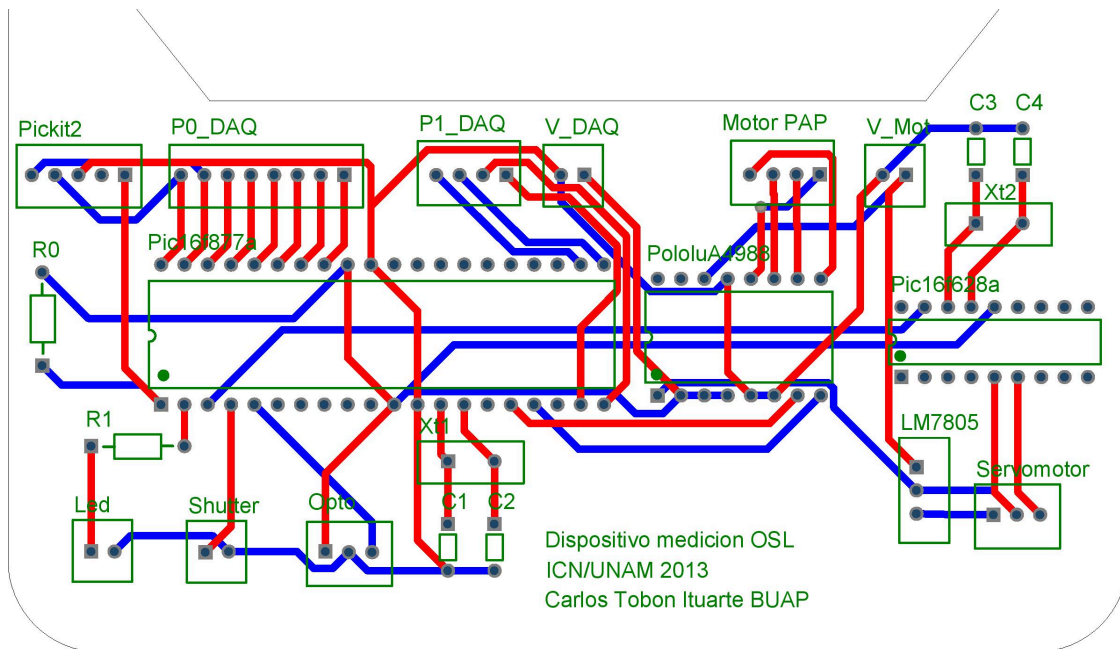 C3 C4
Pickit2 P0_DAQ P1_DAQ V_DAQ Motor PAP V_Mot
Xt2
R0 Pic16f877a PololuA4988
Pic16f628a
R1 Xt1 LM7805
Led Shutter Opto C1 C2 Servomotor
Dispositivo medicion OSL
ICN/UNAM 2013
Carlos Tobon Ituarte BUAP